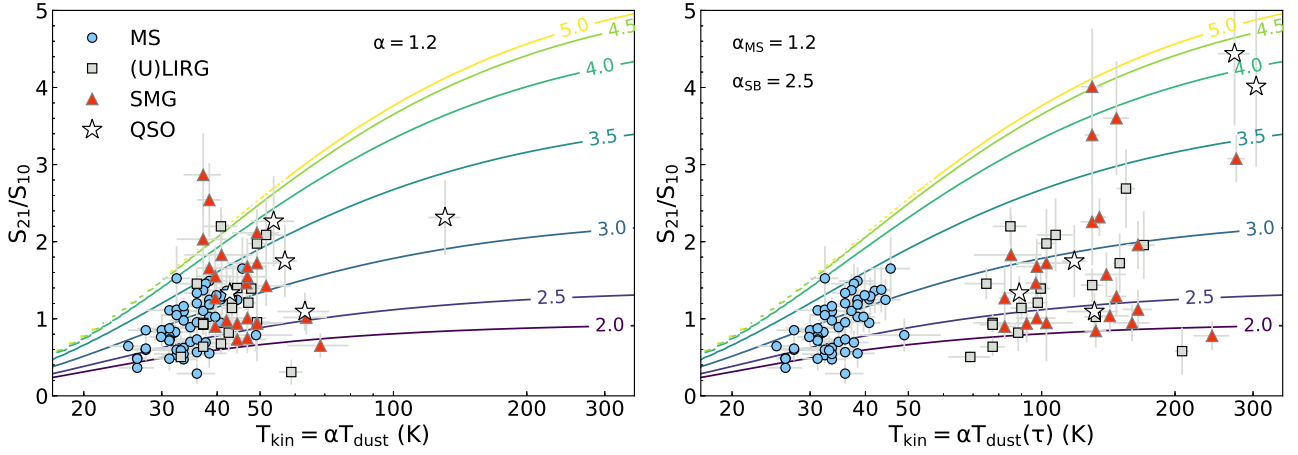 5
4
3
2
1
0
S21/S10
MS
(U)LIRG
SMG
QSO
α = 1.2
5.0
4.5
4.0
3.5
3.0
2.5
2.0
20 30 40 50 100 200 300
Tkin = αTdust (K)
5
4
3
2
1
0
S21/S10
αMS = 1.2
αSB = 2.5
5.0
4.5
4.0
3.5
3.0
2.5
2.0
20 30 40 50 100 200 300
Tkin = αTdust(τ) (K)